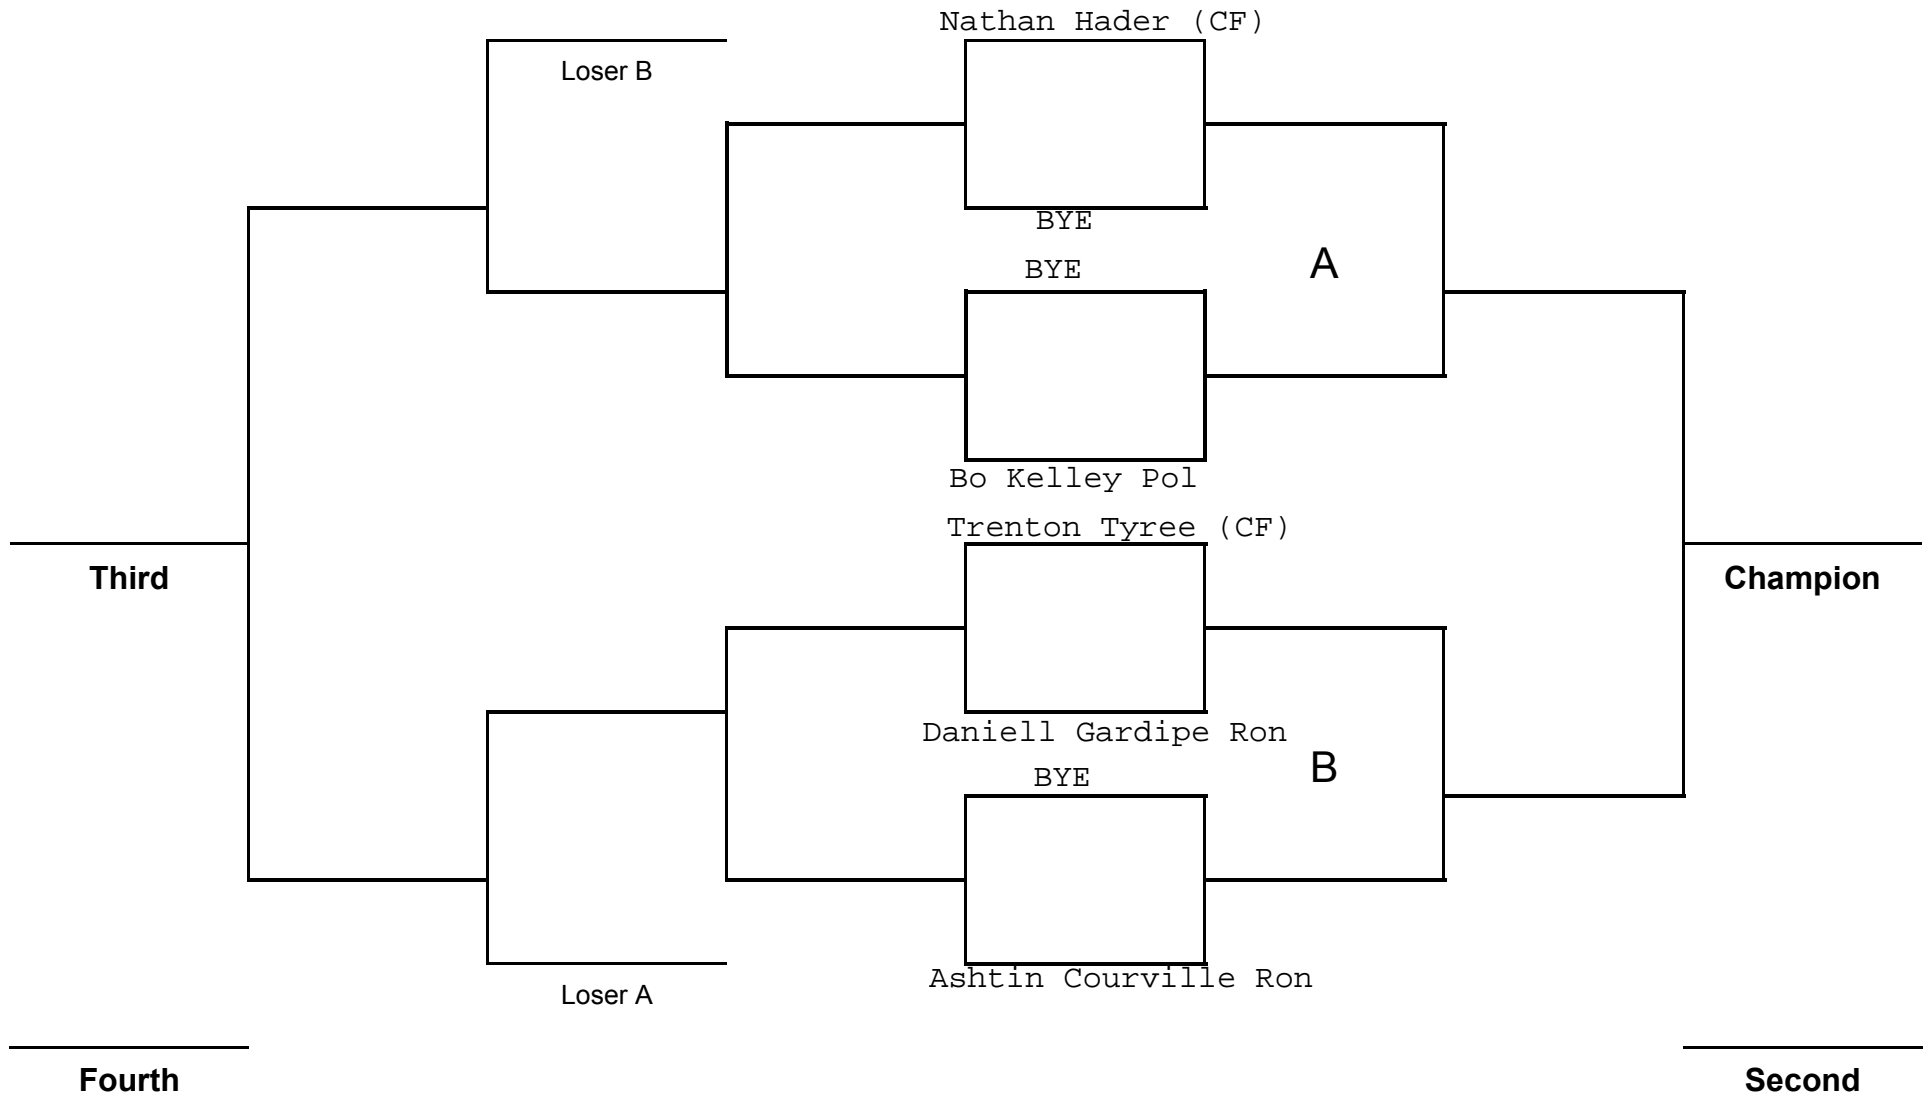 Nathan Hader (CF)
Loser B
BYE
BYE
A
Bo Kelley Pol
Trenton Tyree (CF)
Third
Champion
Daniell Gardipe Ron
B
BYE
Ashtin Courville Ron
Loser A
Fourth
Second